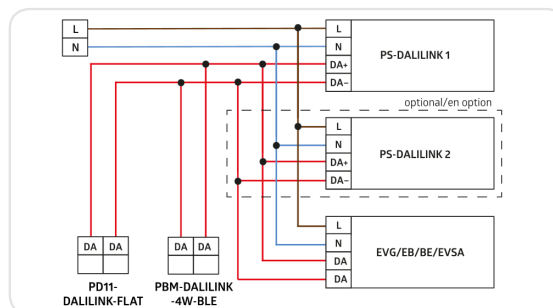 L
N
L
N
DA+
DA−
PS-DALILINK 1
optional/en option
L
N
DA+
DA−
PS-DALILINK 2
L
N
DA
DA
EVG/EB/BE/EVSA
DA DA
DA DA
PD11-
DALILINK-FLAT
PBM-DALILINK
-4W-BLE